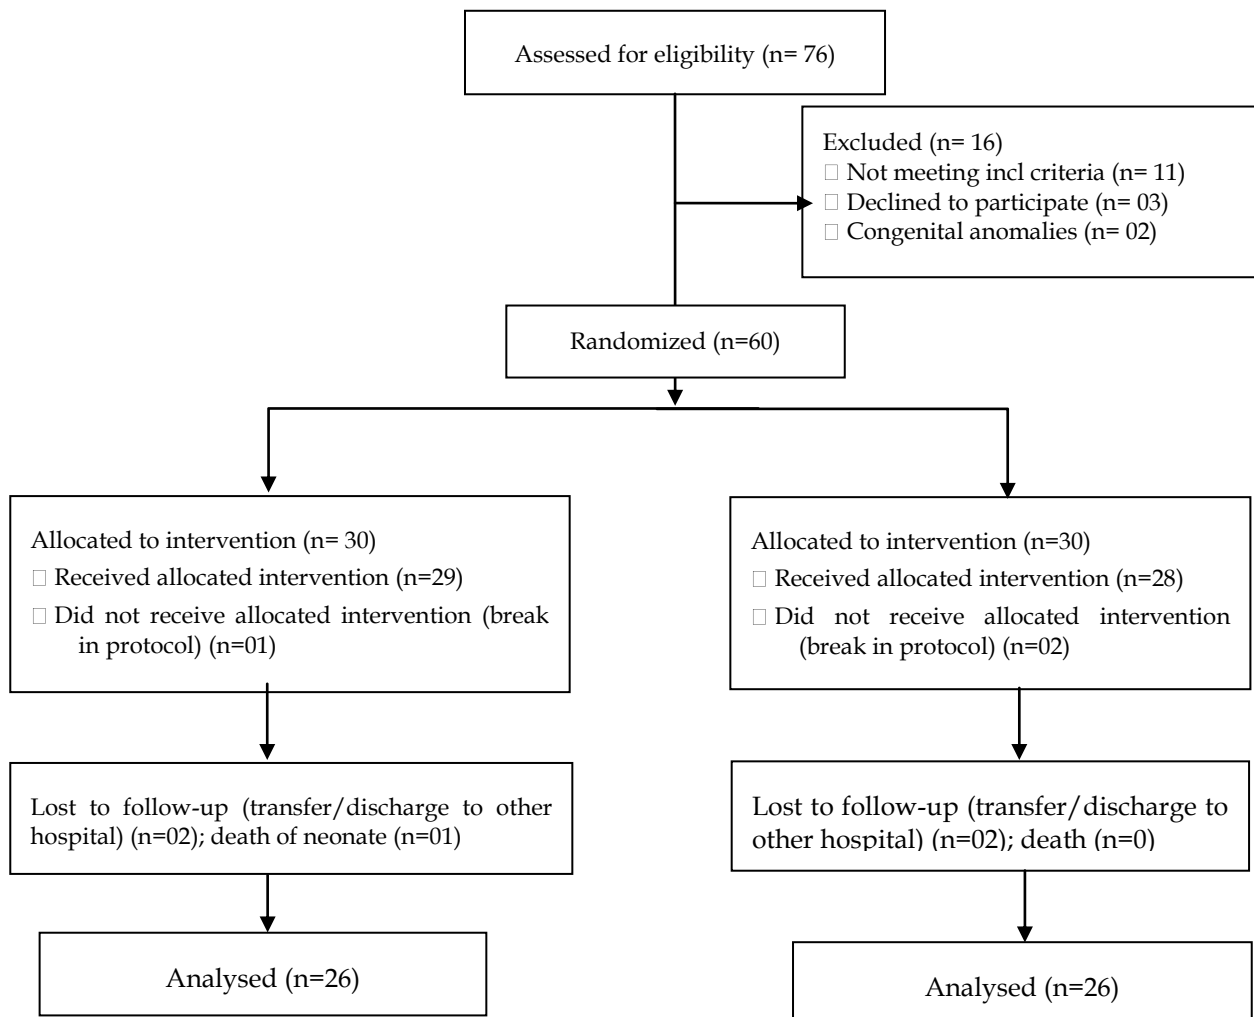 Assessed for eligibility (n= 76)
Excluded (n= 16)
□ Not meeting incl criteria (n= 11)
□ Declined to participate (n= 03)
□ Congenital anomalies (n= 02)
Randomized (n=60)
Allocated to intervention (n= 30)
□ Received allocated intervention (n=29)
□ Did not receive allocated intervention (break
in protocol) (n=01)
Allocated to intervention (n=30)
□ Received allocated intervention (n=28)
□ Did not receive allocated intervention
(break in protocol) (n=02)
Lost to follow-up (transfer/discharge to other
hospital) (n=02); death of neonate (n=01)
Lost to follow-up (transfer/discharge to
other hospital) (n=02); death (n=0)
Analysed (n=26)
Analysed (n=26)